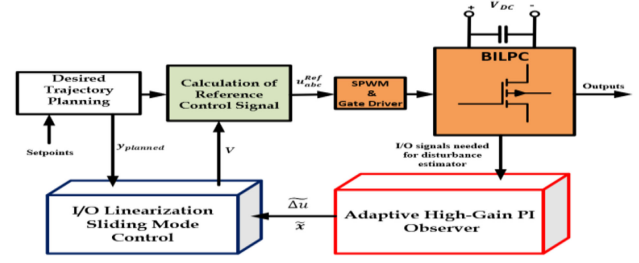 +
V_DC
-
BILPC
Desired
Trajectory
Planning
Calculation of
Reference
Control Signal
u_abc^Ref
SPWM
&
Gate Driver
Outputs
Setpoints
y_planned
V
I/O signals needed
for disturbance
estimator
I/O Linearization
Sliding Mode
Control
Δ͂u
x̃
Adaptive High-Gain PI
Observer